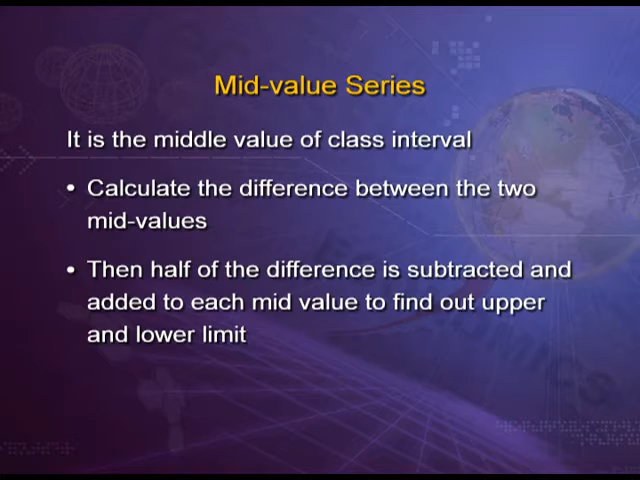 Mid-value Series
It is the middle value of class interval
• Calculate the difference between the two
mid-values
• Then half of the difference is subtracted and
added to each mid value to find out upper
and lower limit